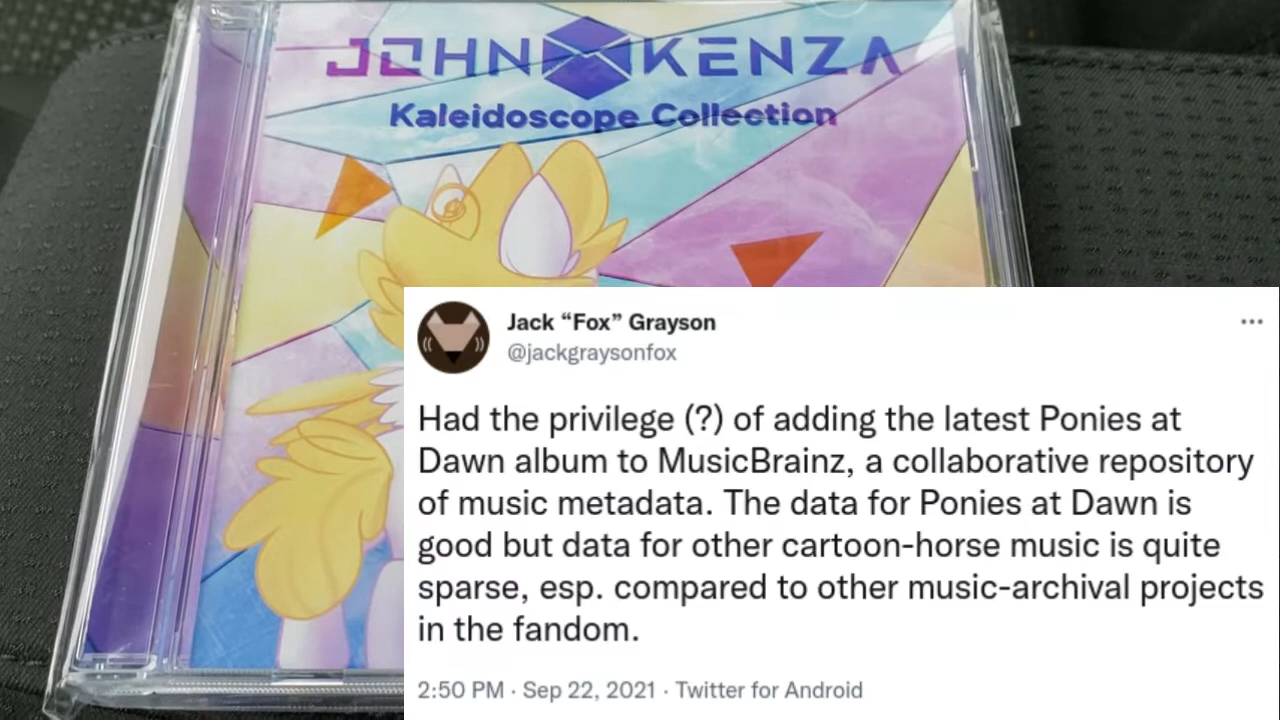 JOHN KENZA
Kaleidoscope Collection
Jack “Fox” Grayson
@jackgraysonfox
Had the privilege (?) of adding the latest Ponies at
Dawn album to MusicBrainz, a collaborative repository
of music metadata. The data for Ponies at Dawn is
good but data for other cartoon-horse music is quite
sparse, esp. compared to other music-archival projects
in the fandom.
2:50 PM · Sep 22, 2021 · Twitter for Android